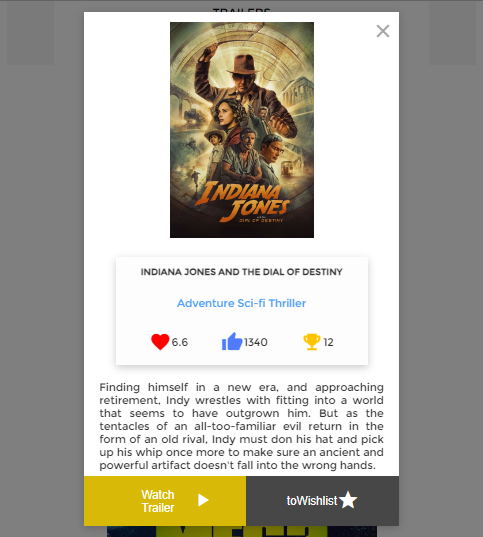 TRAILERS
INDIANA
JONES
AND THE
DIAL OF DESTINY
INDIANA JONES AND THE DIAL OF DESTINY
Adventure Sci-fi Thriller
6.6 1340 12
Finding himself in a new era, and approaching
retirement, Indy wrestles with fitting into a world
that seems to have outgrown him. But as the
tentacles of an all-too-familiar evil return in the
form of an old rival, Indy must don his hat and pick
up his whip once more to make sure an ancient and
powerful artifact doesn't fall into the wrong hands.
Watch
Trailer
toWishlist